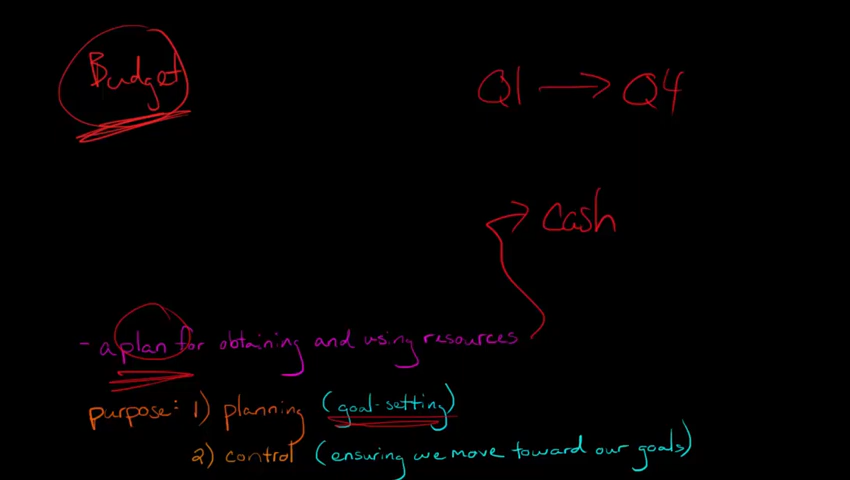 Budget
Q1 → Q4
cash
- a plan for obtaining and using resources
purpose: 1) planning (goal-setting)
2) control (ensuring we move toward our goals)